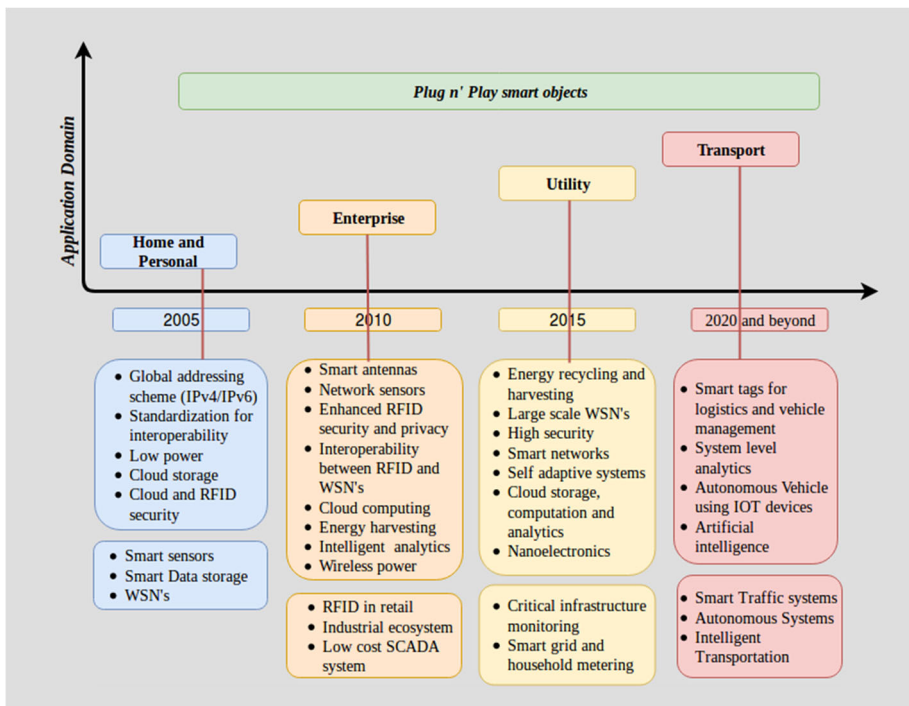 Plug n' Play smart objects
Application Domain
Transport
Utility
Enterprise
Home and
Personal
2005
2010
2015
2020 and beyond
• Global addressing
scheme (IPv4/IPv6)
• Standardization for
interoperability
• Low power
• Cloud storage
• Cloud and RFID
security
• Smart sensors
• Smart Data storage
• WSN's
• Smart antennas
• Network sensors
• Enhanced RFID
security and privacy
• Interoperability
between RFID and
WSN's
• Cloud computing
• Energy harvesting
• Intelligent analytics
• Wireless power
• RFID in retail
• Industrial ecosystem
• Low cost SCADA
system
• Energy recycling and
harvesting
• Large scale WSN's
• High security
• Smart networks
• Self adaptive systems
• Cloud storage,
computation and
analytics
• Nanoelectronics
• Critical infrastructure
monitoring
• Smart grid and
household metering
• Smart tags for
logistics and vehicle
management
• System level
analytics
• Autonomous Vehicle
using IOT devices
• Artificial
intelligence
• Smart Traffic systems
• Autonomous Systems
• Intelligent
Transportation